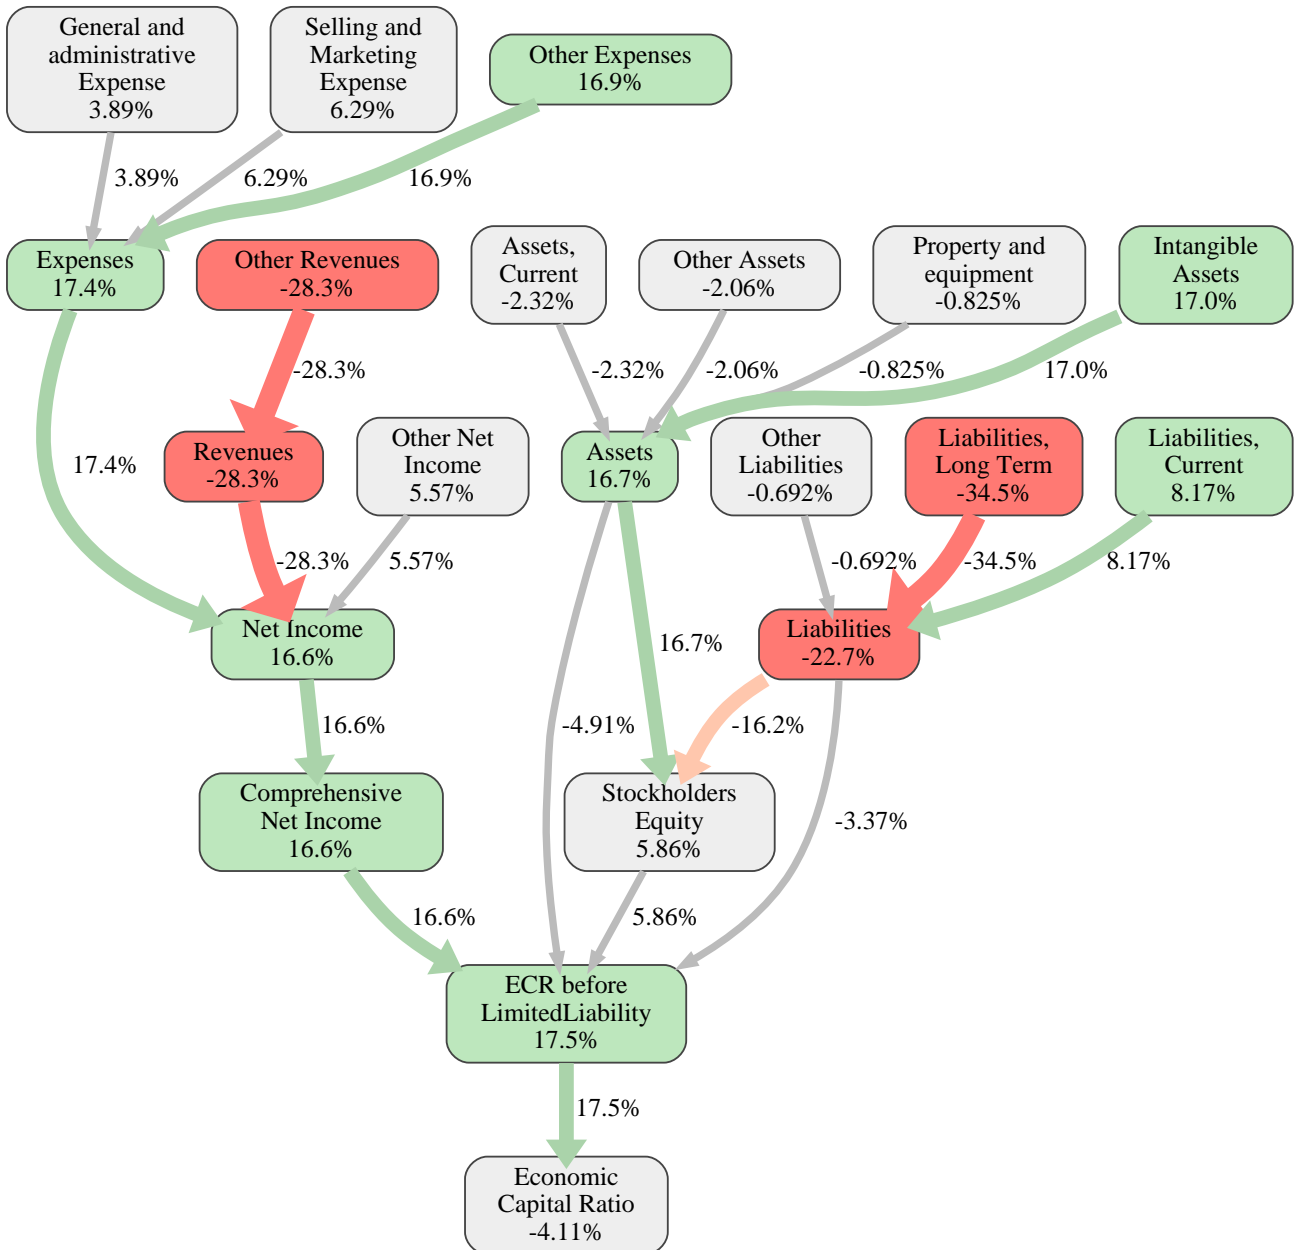 General and
administrative
Expense
3.89%
Selling and
Marketing
Expense
6.29%
Other Expenses
16.9%
3.89%
6.29%
16.9%
Expenses
17.4%
Other Revenues
-28.3%
Assets,
Current
-2.32%
Other Assets
-2.06%
Property and
equipment
-0.825%
Intangible
Assets
17.0%
-28.3%
-2.32%
-2.06%
-0.825%
17.0%
17.4%
Revenues
-28.3%
Other Net
Income
5.57%
Assets
16.7%
Other
Liabilities
-0.692%
Liabilities,
Long Term
-34.5%
Liabilities,
Current
8.17%
-28.3%
5.57%
-0.692%
-34.5%
8.17%
Net Income
16.6%
16.7%
Liabilities
-22.7%
16.6%
-4.91%
-16.2%
Comprehensive
Net Income
16.6%
Stockholders
Equity
5.86%
-3.37%
16.6%
5.86%
ECR before
LimitedLiability
17.5%
17.5%
Economic
Capital Ratio
-4.11%